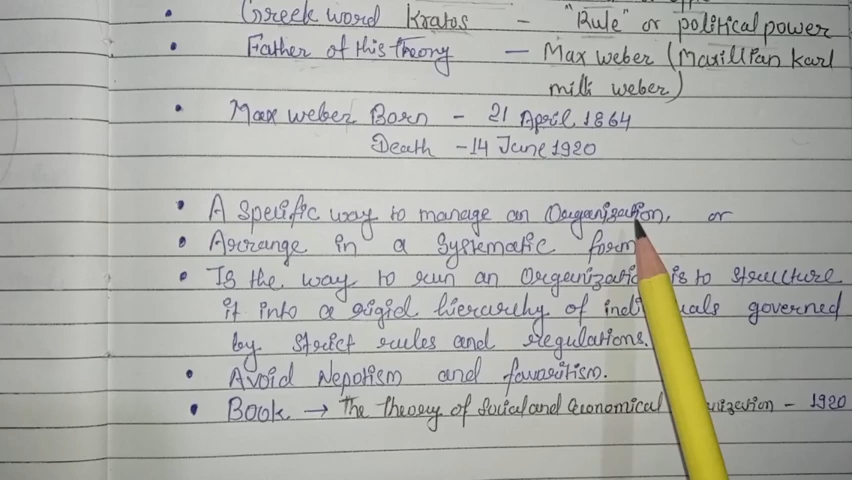 Greek word Kratos - "Rule" or political power
Father of this theory - Max weber (Maxillian karl
milli weber)
Max weber Born - 21 April 1864
Death - 14 June 1920
A Specific way to manage an Organization, or
Arrange in a Systematic form
Is the way to run an Organization is to structure
it into a rigid hierarchy of governed
by strict rules and regulations.
Avoid Nepotism and favouritism.
Book → The theory of Social and Economical - 1920